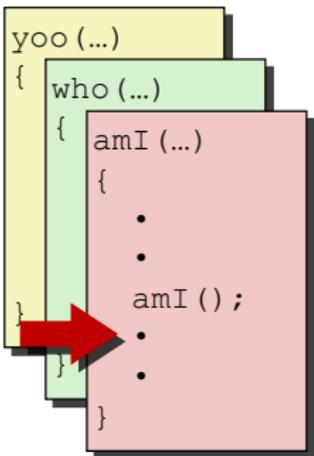 yoo(…)
{
}
who(…)
{
}
amI(…)
{
•
•
amI();
•
•
}